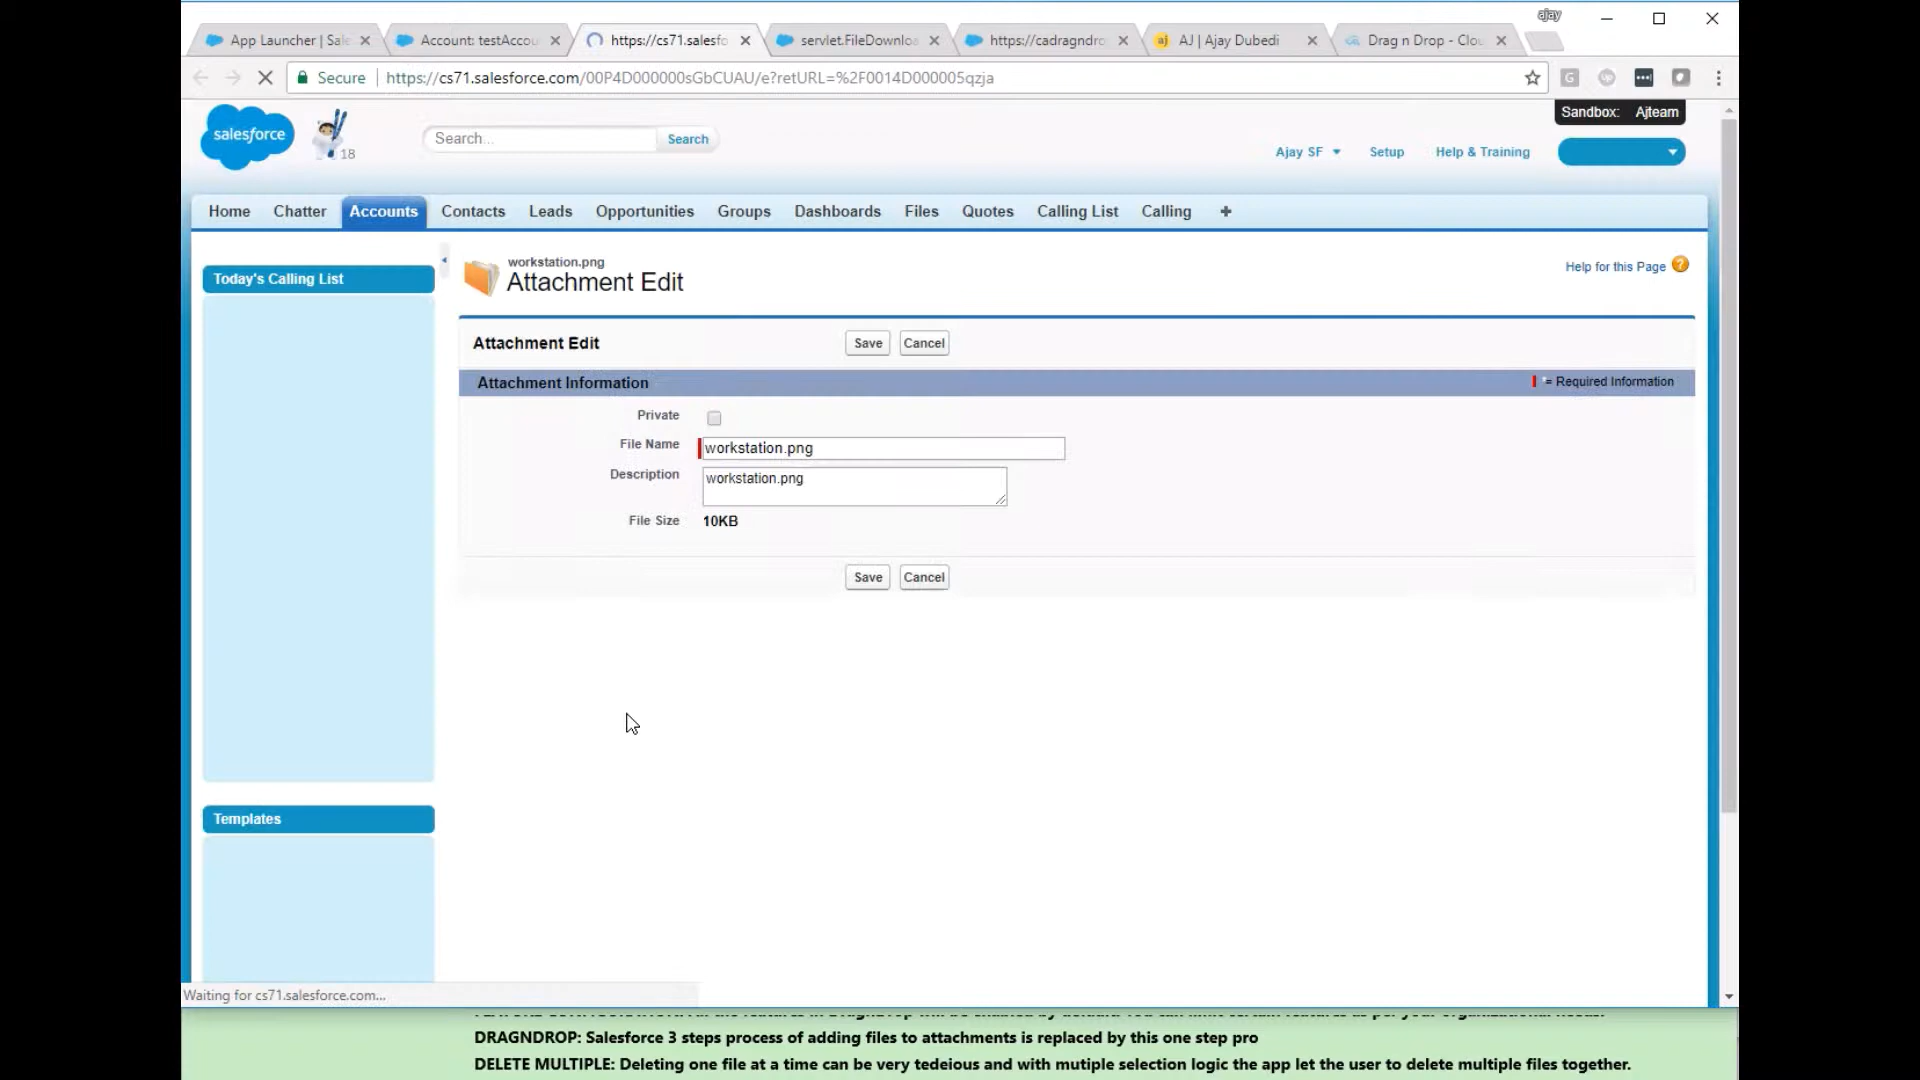 ajay
App Launcher | Sale
Account: testAccou
https://cs71.salesfo
servlet.FileDownloa
https://cadragndro
AJ | Ajay Dubedi
Drag n Drop - Clou
Secure
https://cs71.salesforce.com/00P4D000000sGbCUAU/e?retURL=%2F0014D000005qzja
Sandbox: Ajteam
salesforce
18
Search...
Search
Ajay SF
Setup
Help & Training
Home
Chatter
Accounts
Contacts
Leads
Opportunities
Groups
Dashboards
Files
Quotes
Calling List
Calling
+
Today's Calling List
workstation.png
Attachment Edit
Help for this Page ?
Attachment Edit
Save
Cancel
Attachment Information
= Required Information
Private
File Name
workstation.png
Description
workstation.png
File Size
10KB
Save
Cancel
Templates
Waiting for cs71.salesforce.com...
DRAGNDROP: Salesforce 3 steps process of adding files to attachments is replaced by this one step pro
DELETE MULTIPLE: Deleting one file at a time can be very tedeious and with mutiple selection logic the app let the user to delete multiple files together.